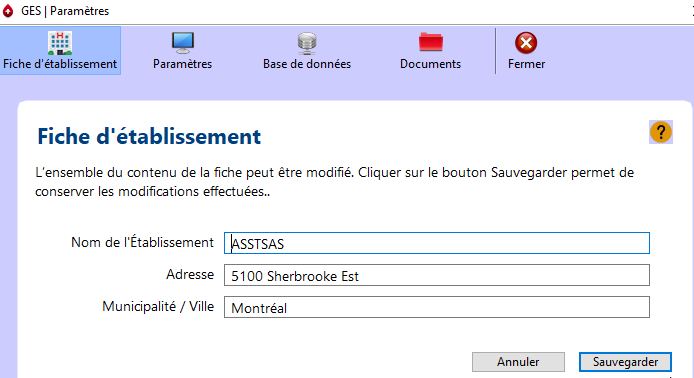 GES | Paramètres
Fiche d'établissement Paramètres Base de données Documents Fermer
Fiche d'établissement ?
L'ensemble du contenu de la fiche peut être modifié. Cliquer sur le bouton Sauvegarder permet de
conserver les modifications effectuées..
Nom de l'Établissement ASSTSAS
Adresse 5100 Sherbrooke Est
Municipalité / Ville Montréal
Annuler Sauvegarder